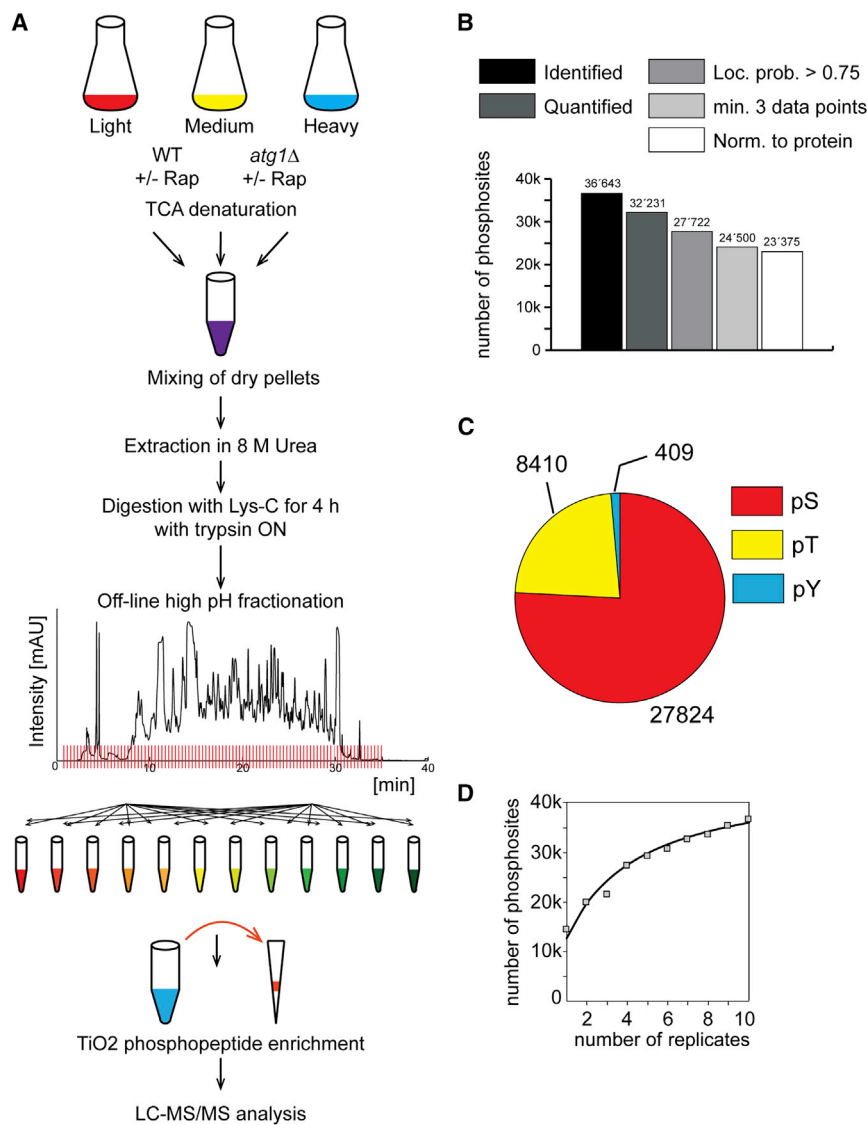 A
Light Medium Heavy
WT atg1Δ
+/- Rap +/- Rap
TCA denaturation
Mixing of dry pellets
Extraction in 8 M Urea
Digestion with Lys-C for 4 h
with trypsin ON
Off-line high pH fractionation
Intensity [mAU]
0 10 20 30 40
[min]
TiO2 phosphopeptide enrichment
LC-MS/MS analysis
B
Identified
Quantified
Loc. prob. > 0.75
min. 3 data points
Norm. to protein
number of phosphosites
40k
30k
20k
10k
0
36´643
32´231
27´722
24´500
23´375
C
8410
409
27824
pS
pT
pY
D
number of phosphosites
40k
30k
20k
10k
0
2 4 6 8 10
number of replicates